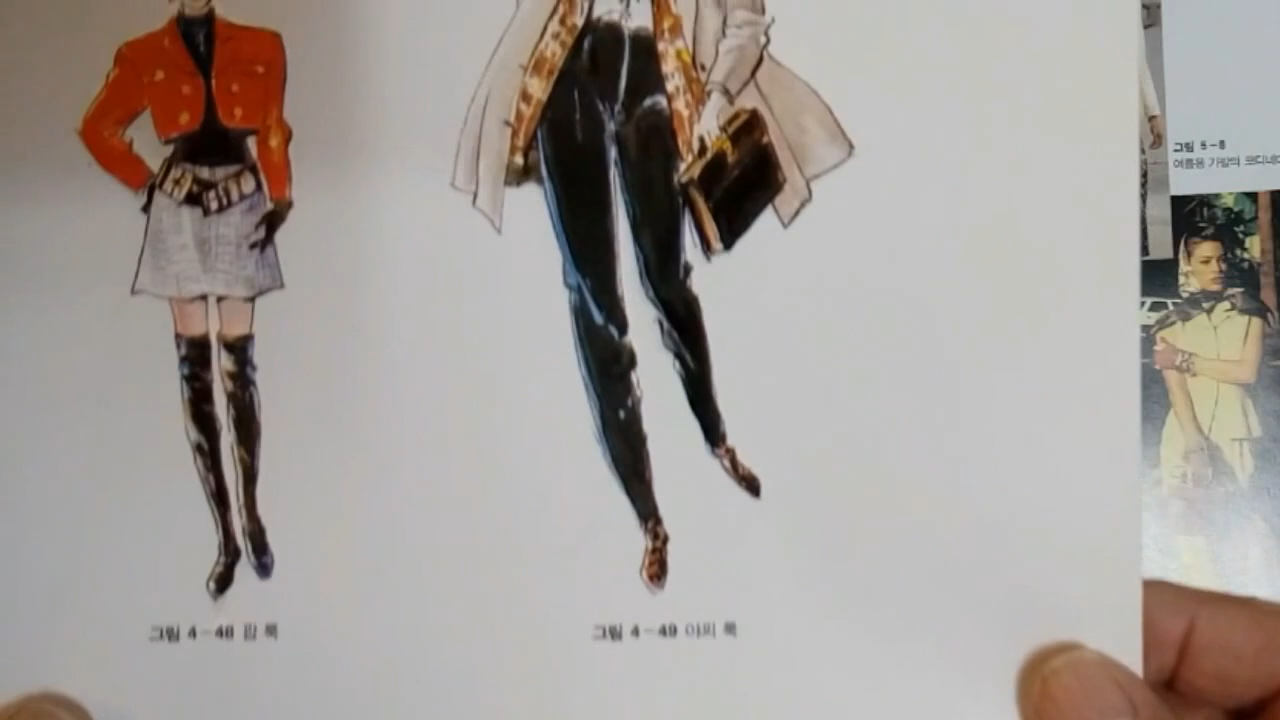 그림 5-8
여름용 가방의 코디네
그림 4-48 팝 룩
그림 4-49 야피 룩